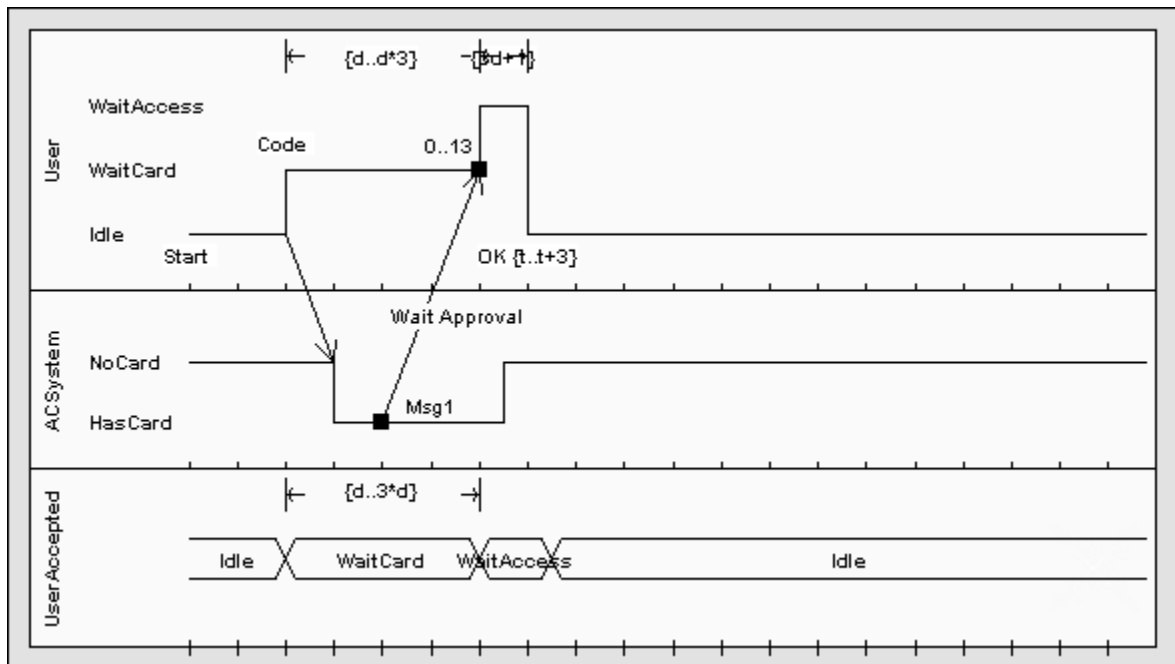 {d..d*3}
WaitAccess
Code
0..13
User
WaitCard
Idle
Start
OK {t..t+3}
Wait Approval
ACSystem
NoCard
Msg1
HasCard
{d..3*d}
UserAccepted
Idle
WaitCard
WaitAccess
Idle